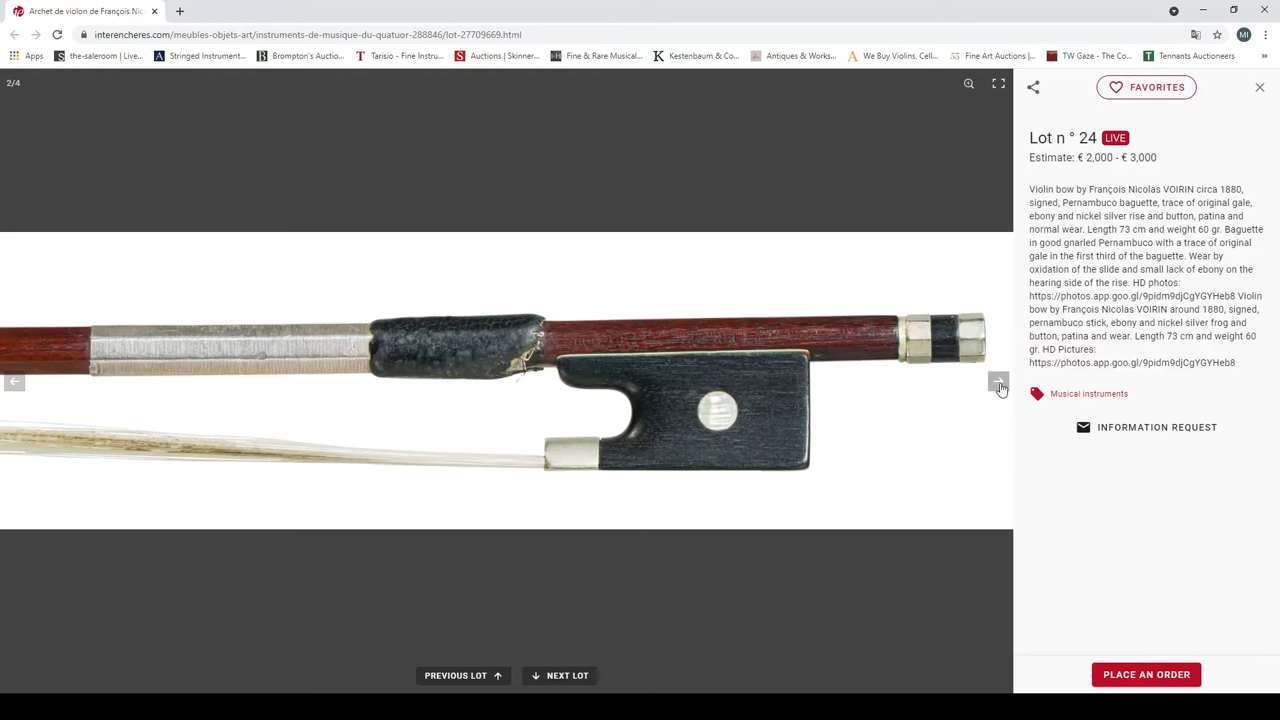 Archet de violon de François Nic
interencheres.com/meubles-objets-art/instruments-de-musique-du-quatuor-288846/lot-27709669.html
MI
Apps
the-saleroom | Live...
Stringed Instrument...
Brompton's Auctio...
Tarisio - Fine Instru...
Auctions | Skinner...
Fine & Rare Musical...
Kestenbaum & Co...
Antiques & Works...
We Buy Violins, Cell...
Fine Art Auctions |...
TW Gaze - The Co...
Tennants Auctioneers
»
2/4
FAVORITES
Lot n ° 24 LIVE
Estimate: € 2,000 - € 3,000
Violin bow by François Nicolas VOIRIN circa 1880,
signed, Pernambuco baguette, trace of original gale,
ebony and nickel silver rise and button, patina and
normal wear. Length 73 cm and weight 60 gr. Baguette
in good gnarled Pernambuco with a trace of original
gale in the first third of the baguette. Wear by
oxidation of the slide and small lack of ebony on the
hearing side of the rise. HD photos:
https://photos.app.goo.gl/9pidm9djCgYGYHeb8 Violin
bow by François Nicolas VOIRIN around 1880, signed,
pernambuco stick, ebony and nickel silver frog and
button, patina and wear. Length 73 cm and weight 60
gr. HD Pictures:
https://photos.app.goo.gl/9pidm9djCgYGYHeb8
Musical instruments
INFORMATION REQUEST
PREVIOUS LOT
NEXT LOT
PLACE AN ORDER